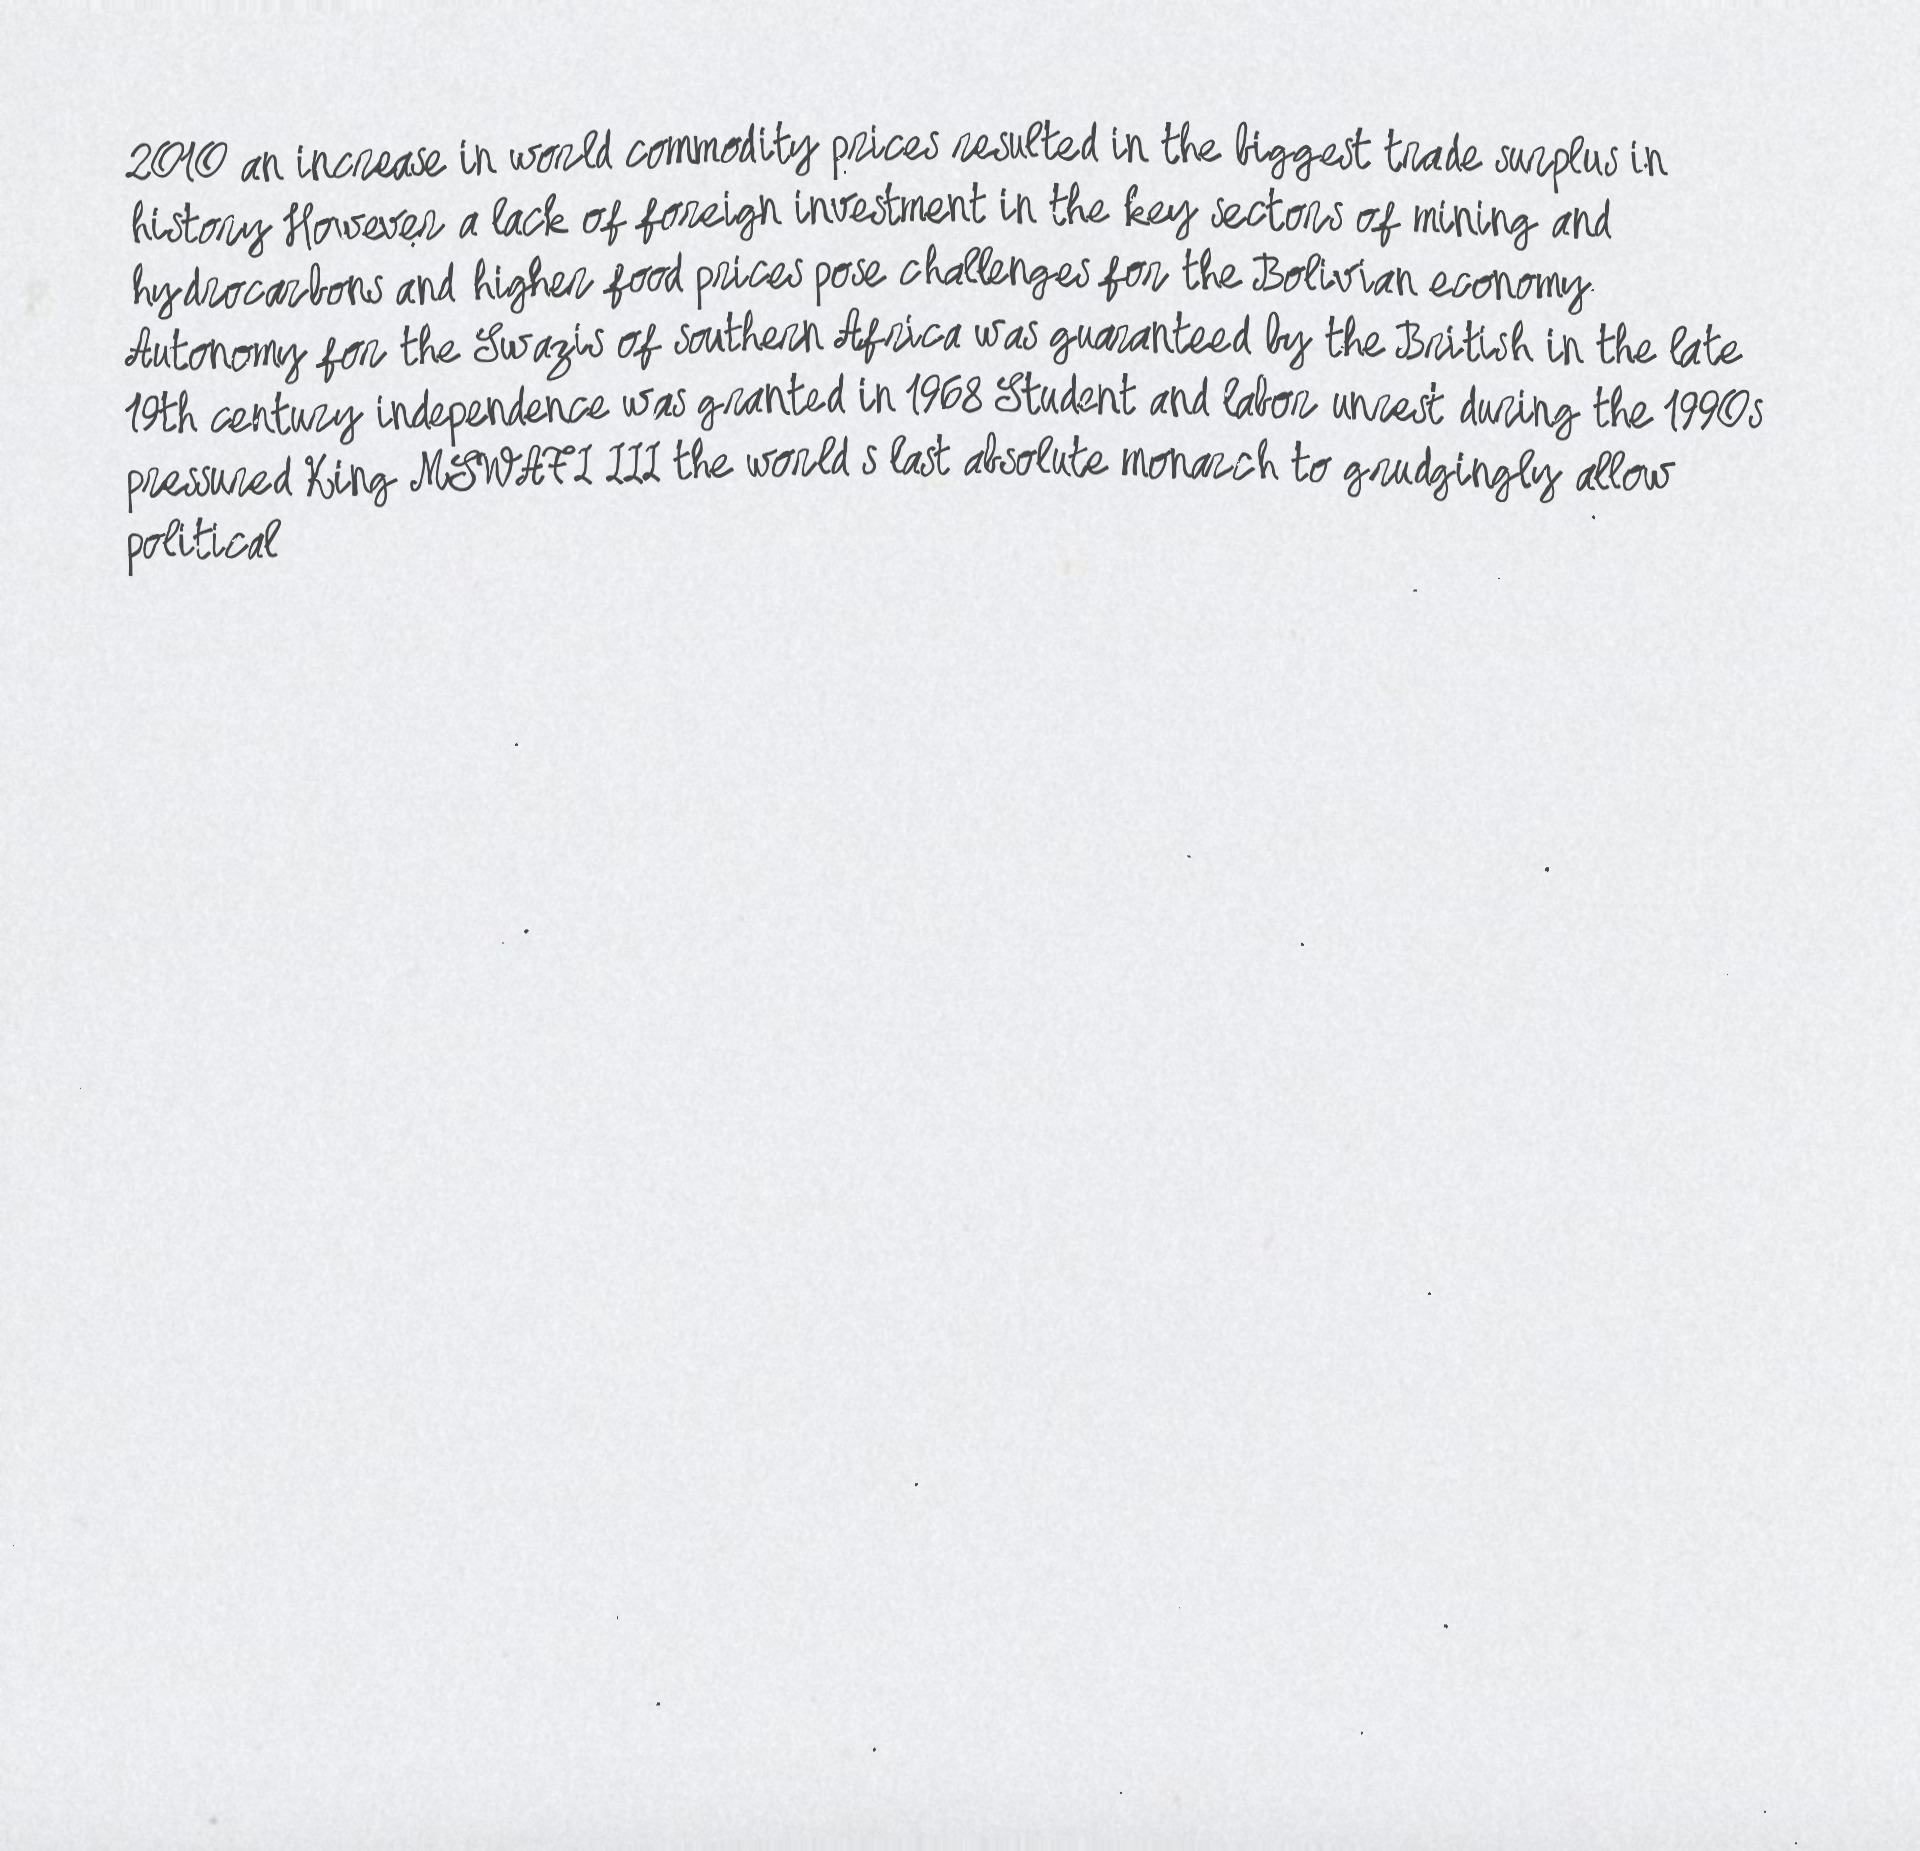 2010 an increase in world commodity prices resulted in the biggest trade surplus in
history However a lack of foreign investment in the key sectors of mining and
hydrocarbons and higher food prices pose challenges for the Bolivian economy.
Autonomy for the Swazis of southern Africa was guaranteed by the British in the late
19th century independence was granted in 1968 Student and labor unrest during the 1990s
pressured King MSWATI III the world s last absolute monarch to grudgingly allow
political